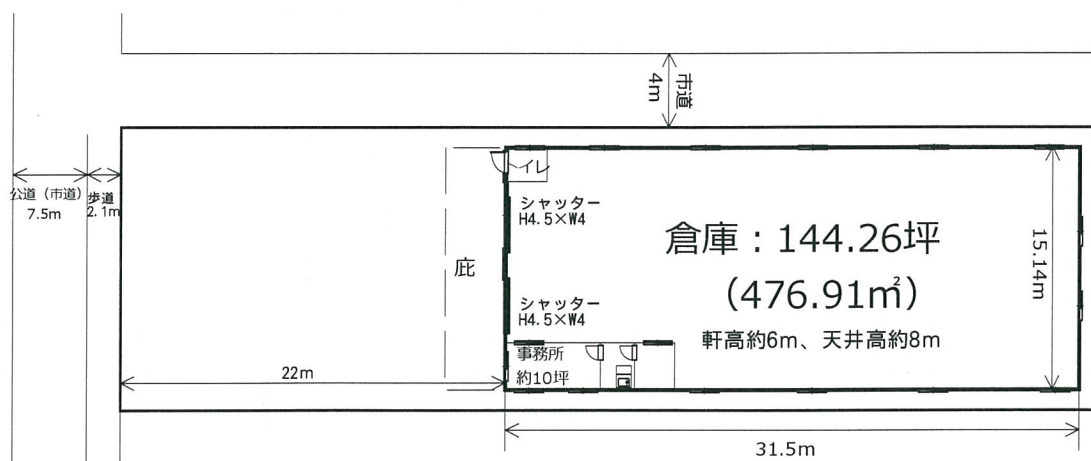 市道
4m
公道（市道）
7.5m
歩道
2.1m
トイレ
シャッター
H4.5×W4
庇
シャッター
H4.5×W4
倉庫：144.26坪
（476.91㎡）
軒高約6m、天井高約8m
15.14m
事務所
約10坪
22m
31.5m